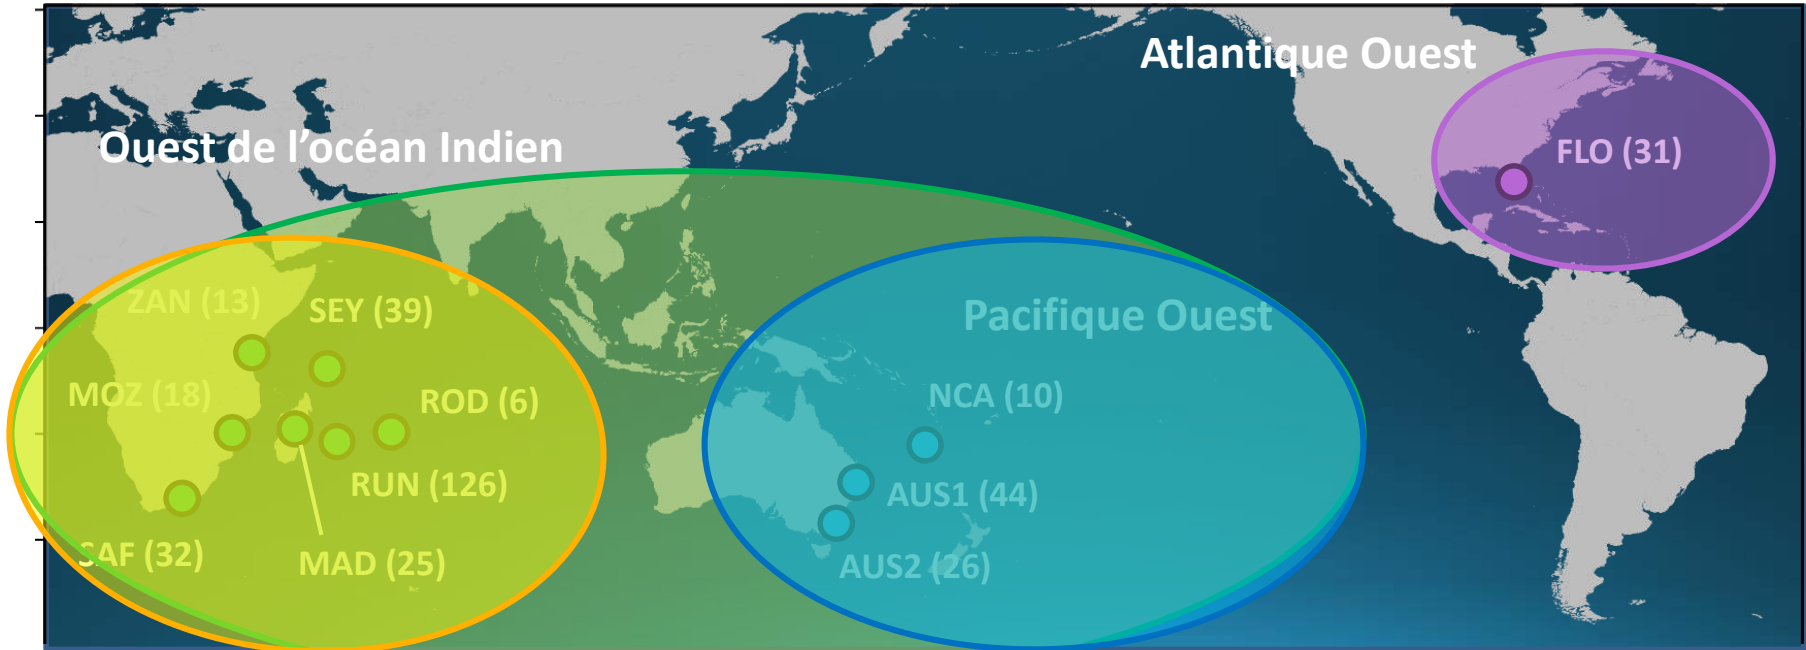 Atlantique Ouest
Ouest de l'océan Indien
FLO (31)
ZAN (13)
SEY (39)
Pacifique Ouest
MOZ (18)
ROD (6)
NCA (10)
RUN (126)
AUS1 (44)
SAF (32)
MAD (25)
AUS2 (26)